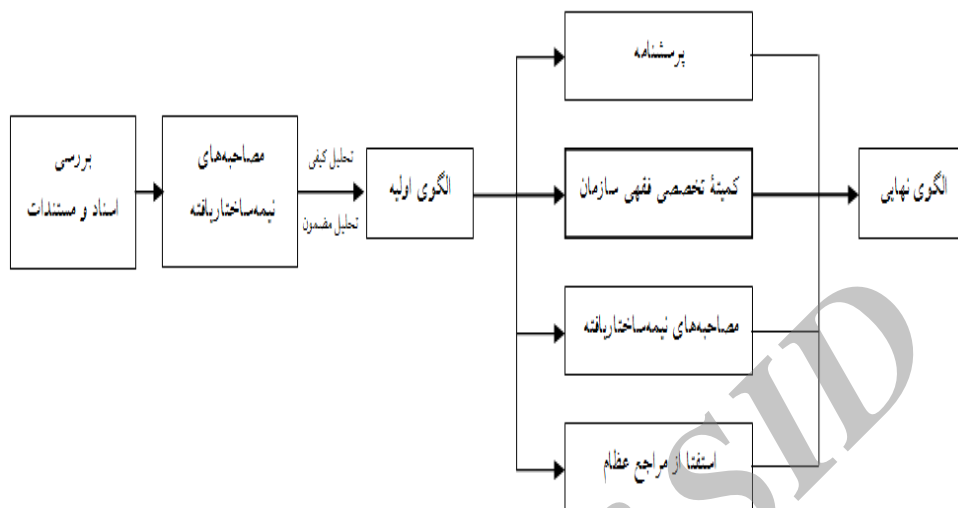 بررسی
اسناد و مستندات
مصاحبه‌های
نیمه‌ساختاریافته
تحلیل کیفی
تحلیل مضمون
الگوی اولیه
پرسشنامه
کمیتهٔ تخصصی فقهی سازمان
مصاحبه‌های نیمه‌ساختاریافته
استفتا از مراجع عظام
الگوی نهایی
SID